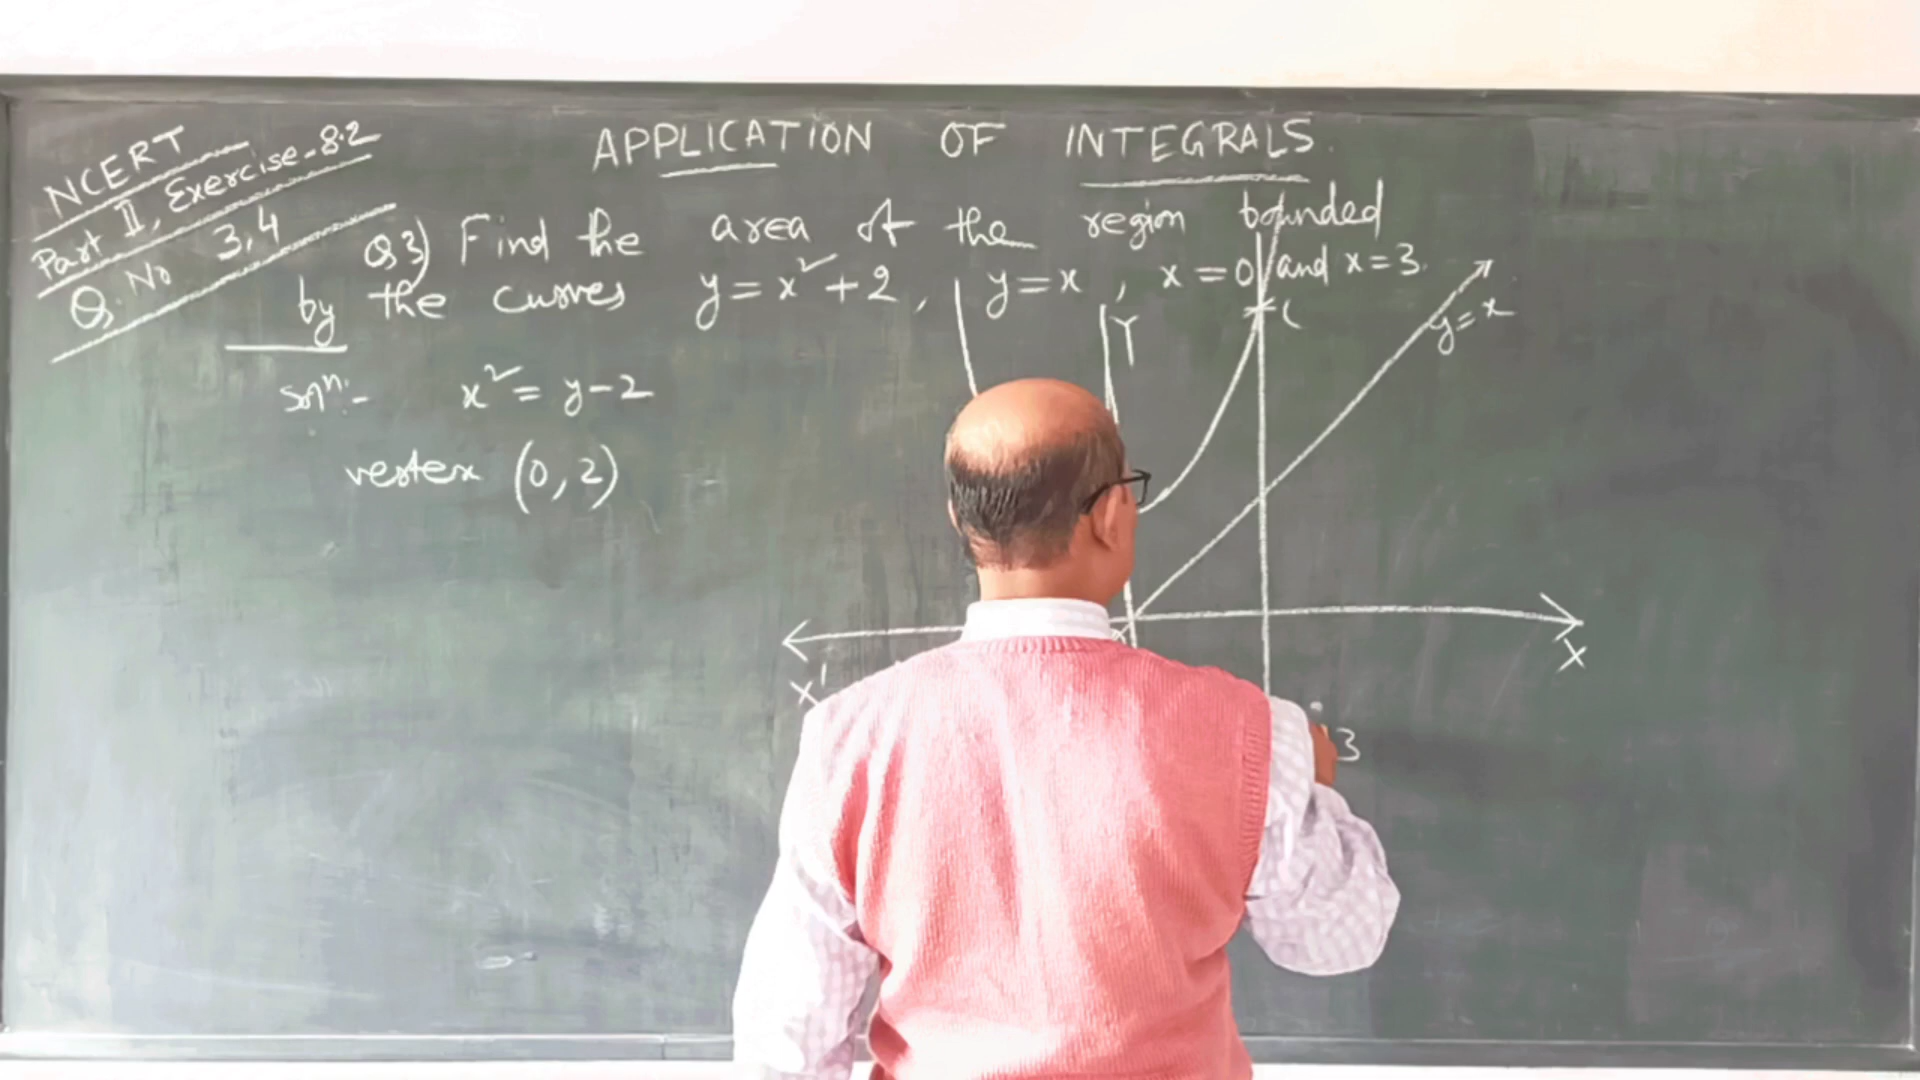 NCERT
Part II, Exercise-8.2
Q. No 3,4
APPLICATION OF INTEGRALS.
Q3) Find the area of the region bounded
by the curves y = x² + 2, y = x, x = 0 and x = 3.
Soln:- x² = y - 2
vertex (0, 2)
Y
C
y = x
X'
X
3